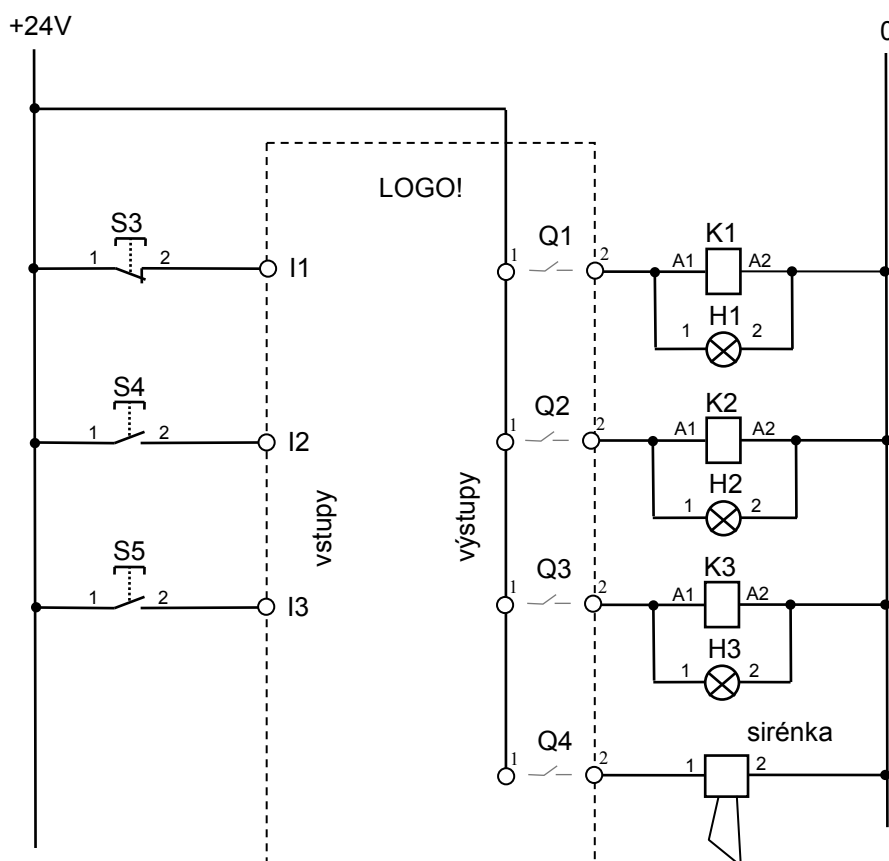 +24V
0
LOGO!
S3
1 2
I1
1 Q1 2
K1
A1 A2
H1
1 2
S4
1 2
I2
1 Q2 2
K2
A1 A2
H2
1 2
vstupy
výstupy
S5
1 2
I3
1 Q3 2
K3
A1 A2
H3
1 2
sirénka
1 Q4 2
1 2